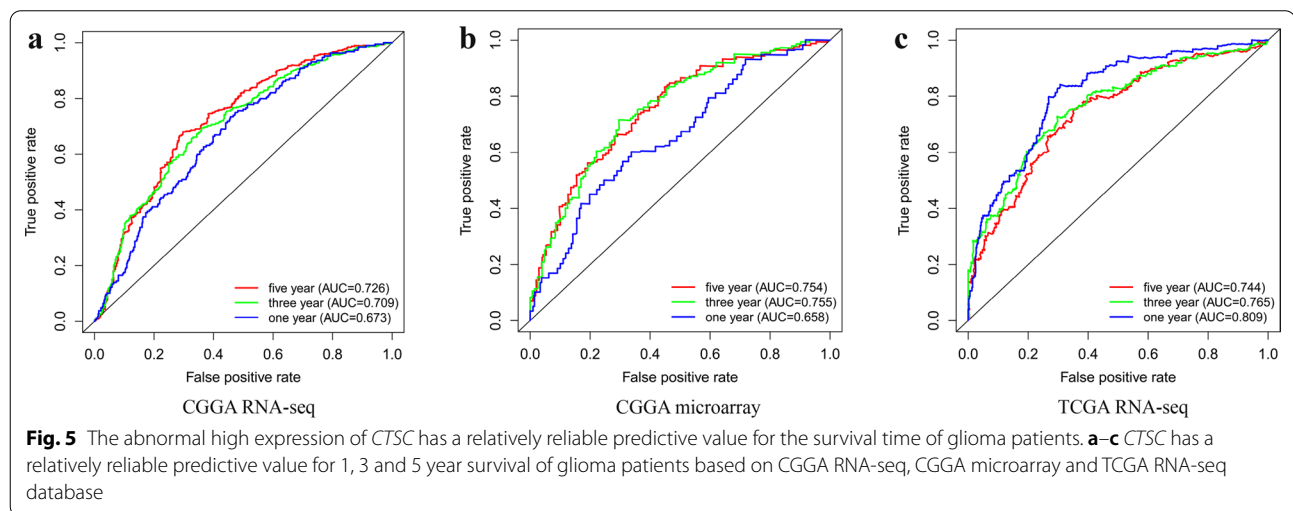 a
1.0
0.8
0.6
0.4
0.2
0.0
True positive rate
five year (AUC=0.726)
three year (AUC=0.709)
one year (AUC=0.673)
0.0 0.2 0.4 0.6 0.8 1.0
False positive rate
CGGA RNA-seq
b
1.0
0.8
0.6
0.4
0.2
0.0
True positive rate
five year (AUC=0.754)
three year (AUC=0.755)
one year (AUC=0.658)
0.0 0.2 0.4 0.6 0.8 1.0
False positive rate
CGGA microarray
c
1.0
0.8
0.6
0.4
0.2
0.0
True positive rate
five year (AUC=0.744)
three year (AUC=0.765)
one year (AUC=0.809)
0.0 0.2 0.4 0.6 0.8 1.0
False positive rate
TCGA RNA-seq
Fig. 5 The abnormal high expression of CTSC has a relatively reliable predictive value for the survival time of glioma patients. a–c CTSC has a
relatively reliable predictive value for 1, 3 and 5 year survival of glioma patients based on CGGA RNA-seq, CGGA microarray and TCGA RNA-seq
database